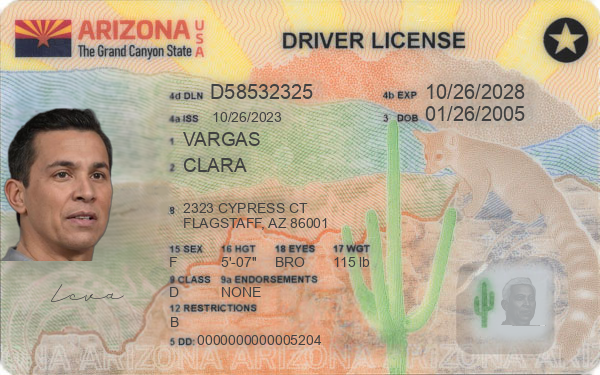 ARIZONA USA
The Grand Canyon State
DRIVER LICENSE
4d DLN D58532325 4b EXP 10/26/2028
4a ISS 10/26/2023 3 DOB 01/26/2005
1 VARGAS
2 CLARA
8 2323 CYPRESS CT
FLAGSTAFF, AZ 86001
15 SEX 16 HGT 18 EYES 17 WGT
F 5'-07" BRO 115 lb
9 CLASS 9a ENDORSEMENTS
D NONE
12 RESTRICTIONS
B
5 DD: 0000000000005204
ARIZONA ARIZONA ARIZONA ARIZONA